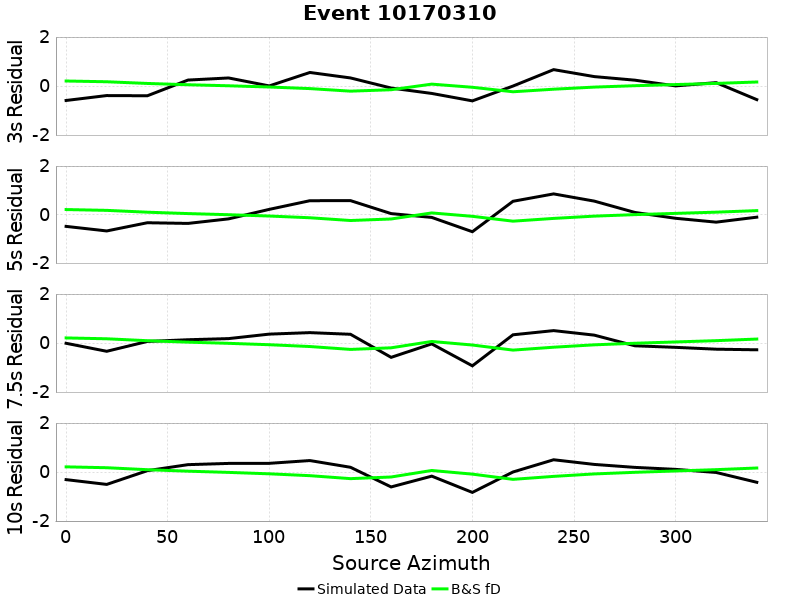 Event 10170310
3s Residual
2
0
-2
5s Residual
2
0
-2
7.5s Residual
2
0
-2
10s Residual
2
0
-2
0 50 100 150 200 250 300
Source Azimuth
Simulated Data B&S fD